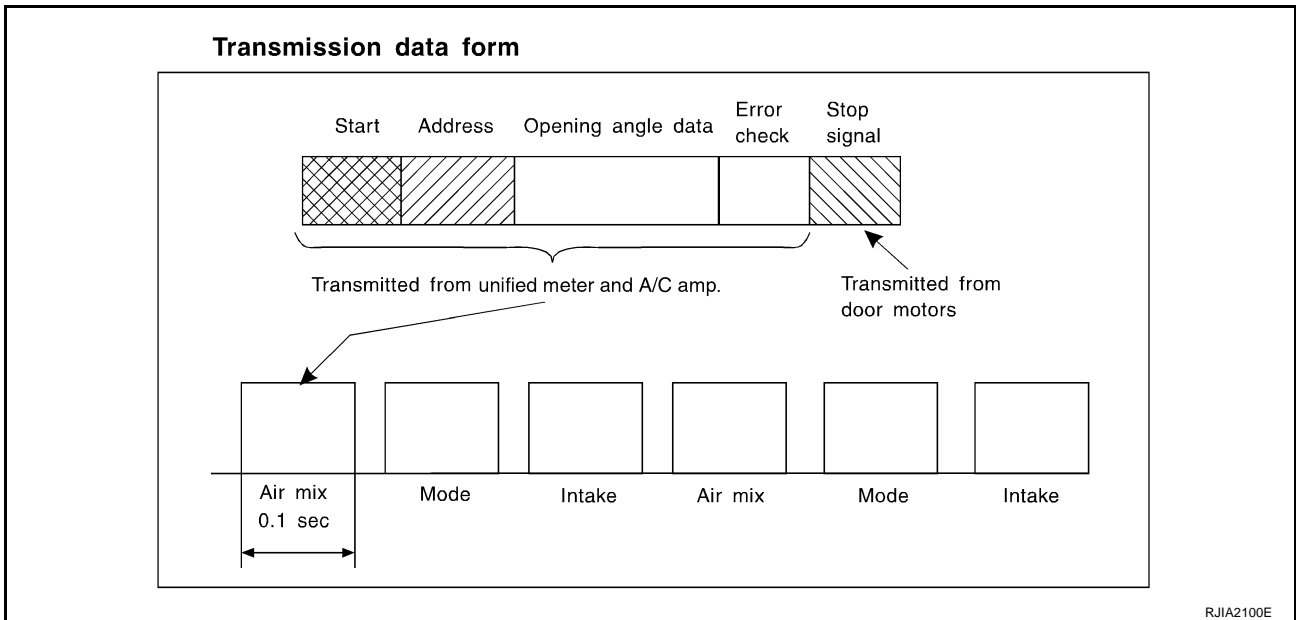 Transmission data form
Start Address Opening angle data Error check Stop signal
Transmitted from unified meter and A/C amp.
Transmitted from
door motors
Air mix Mode Intake Air mix Mode Intake
0.1 sec
RJIA2100E